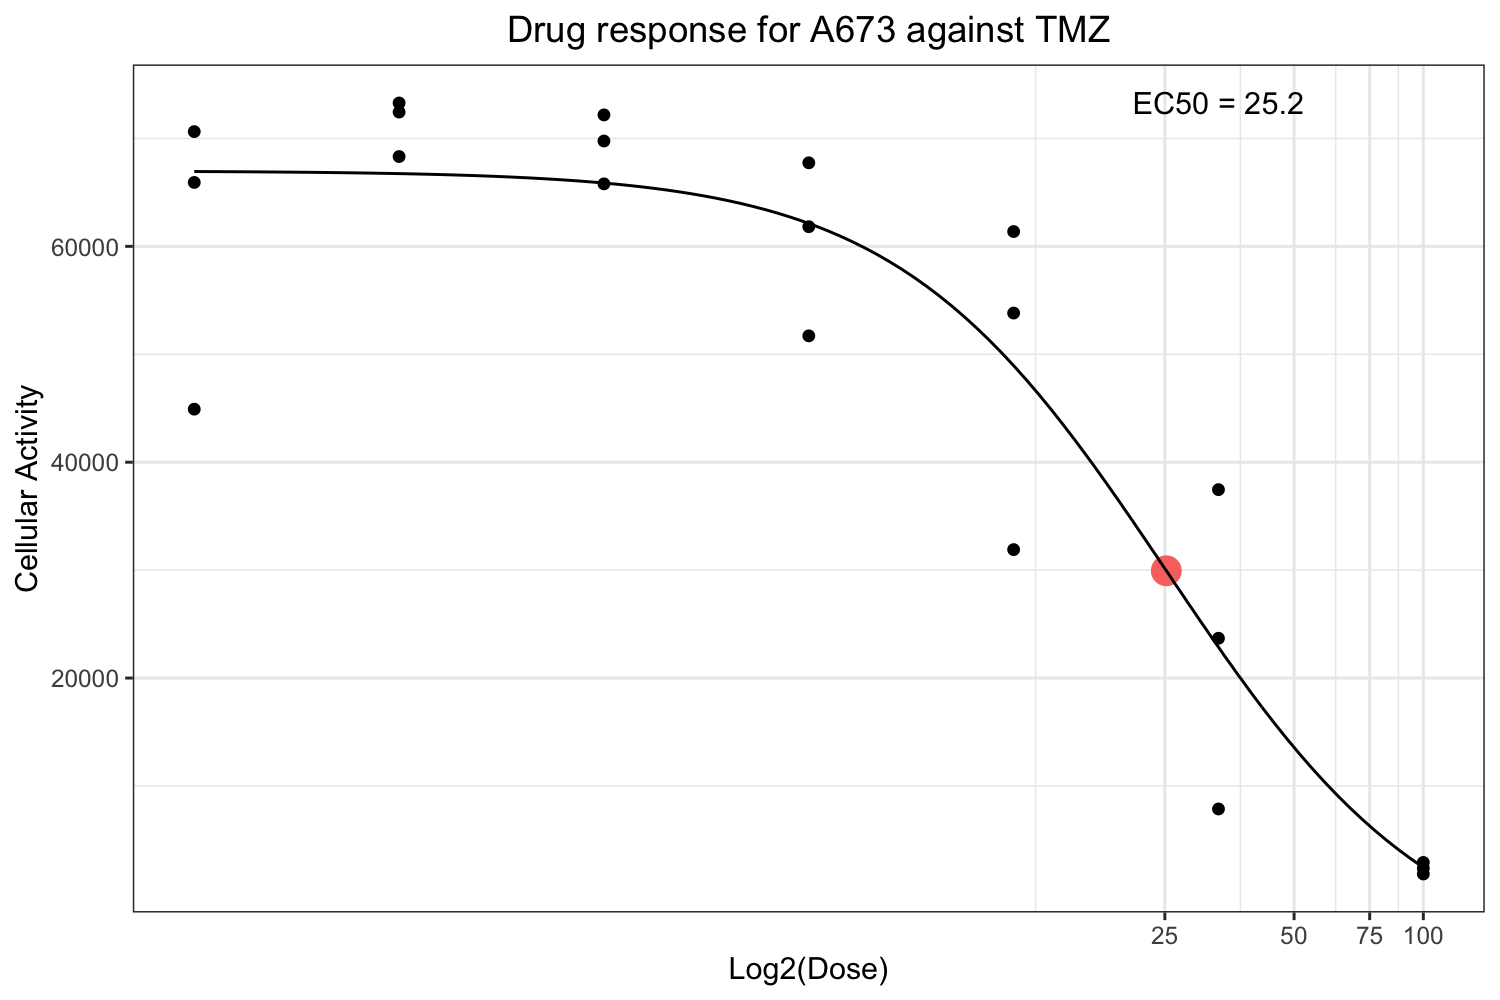 Drug response for A673 against TMZ
EC50 = 25.2
60000
40000
20000
Cellular Activity
25 50 75 100
Log2(Dose)